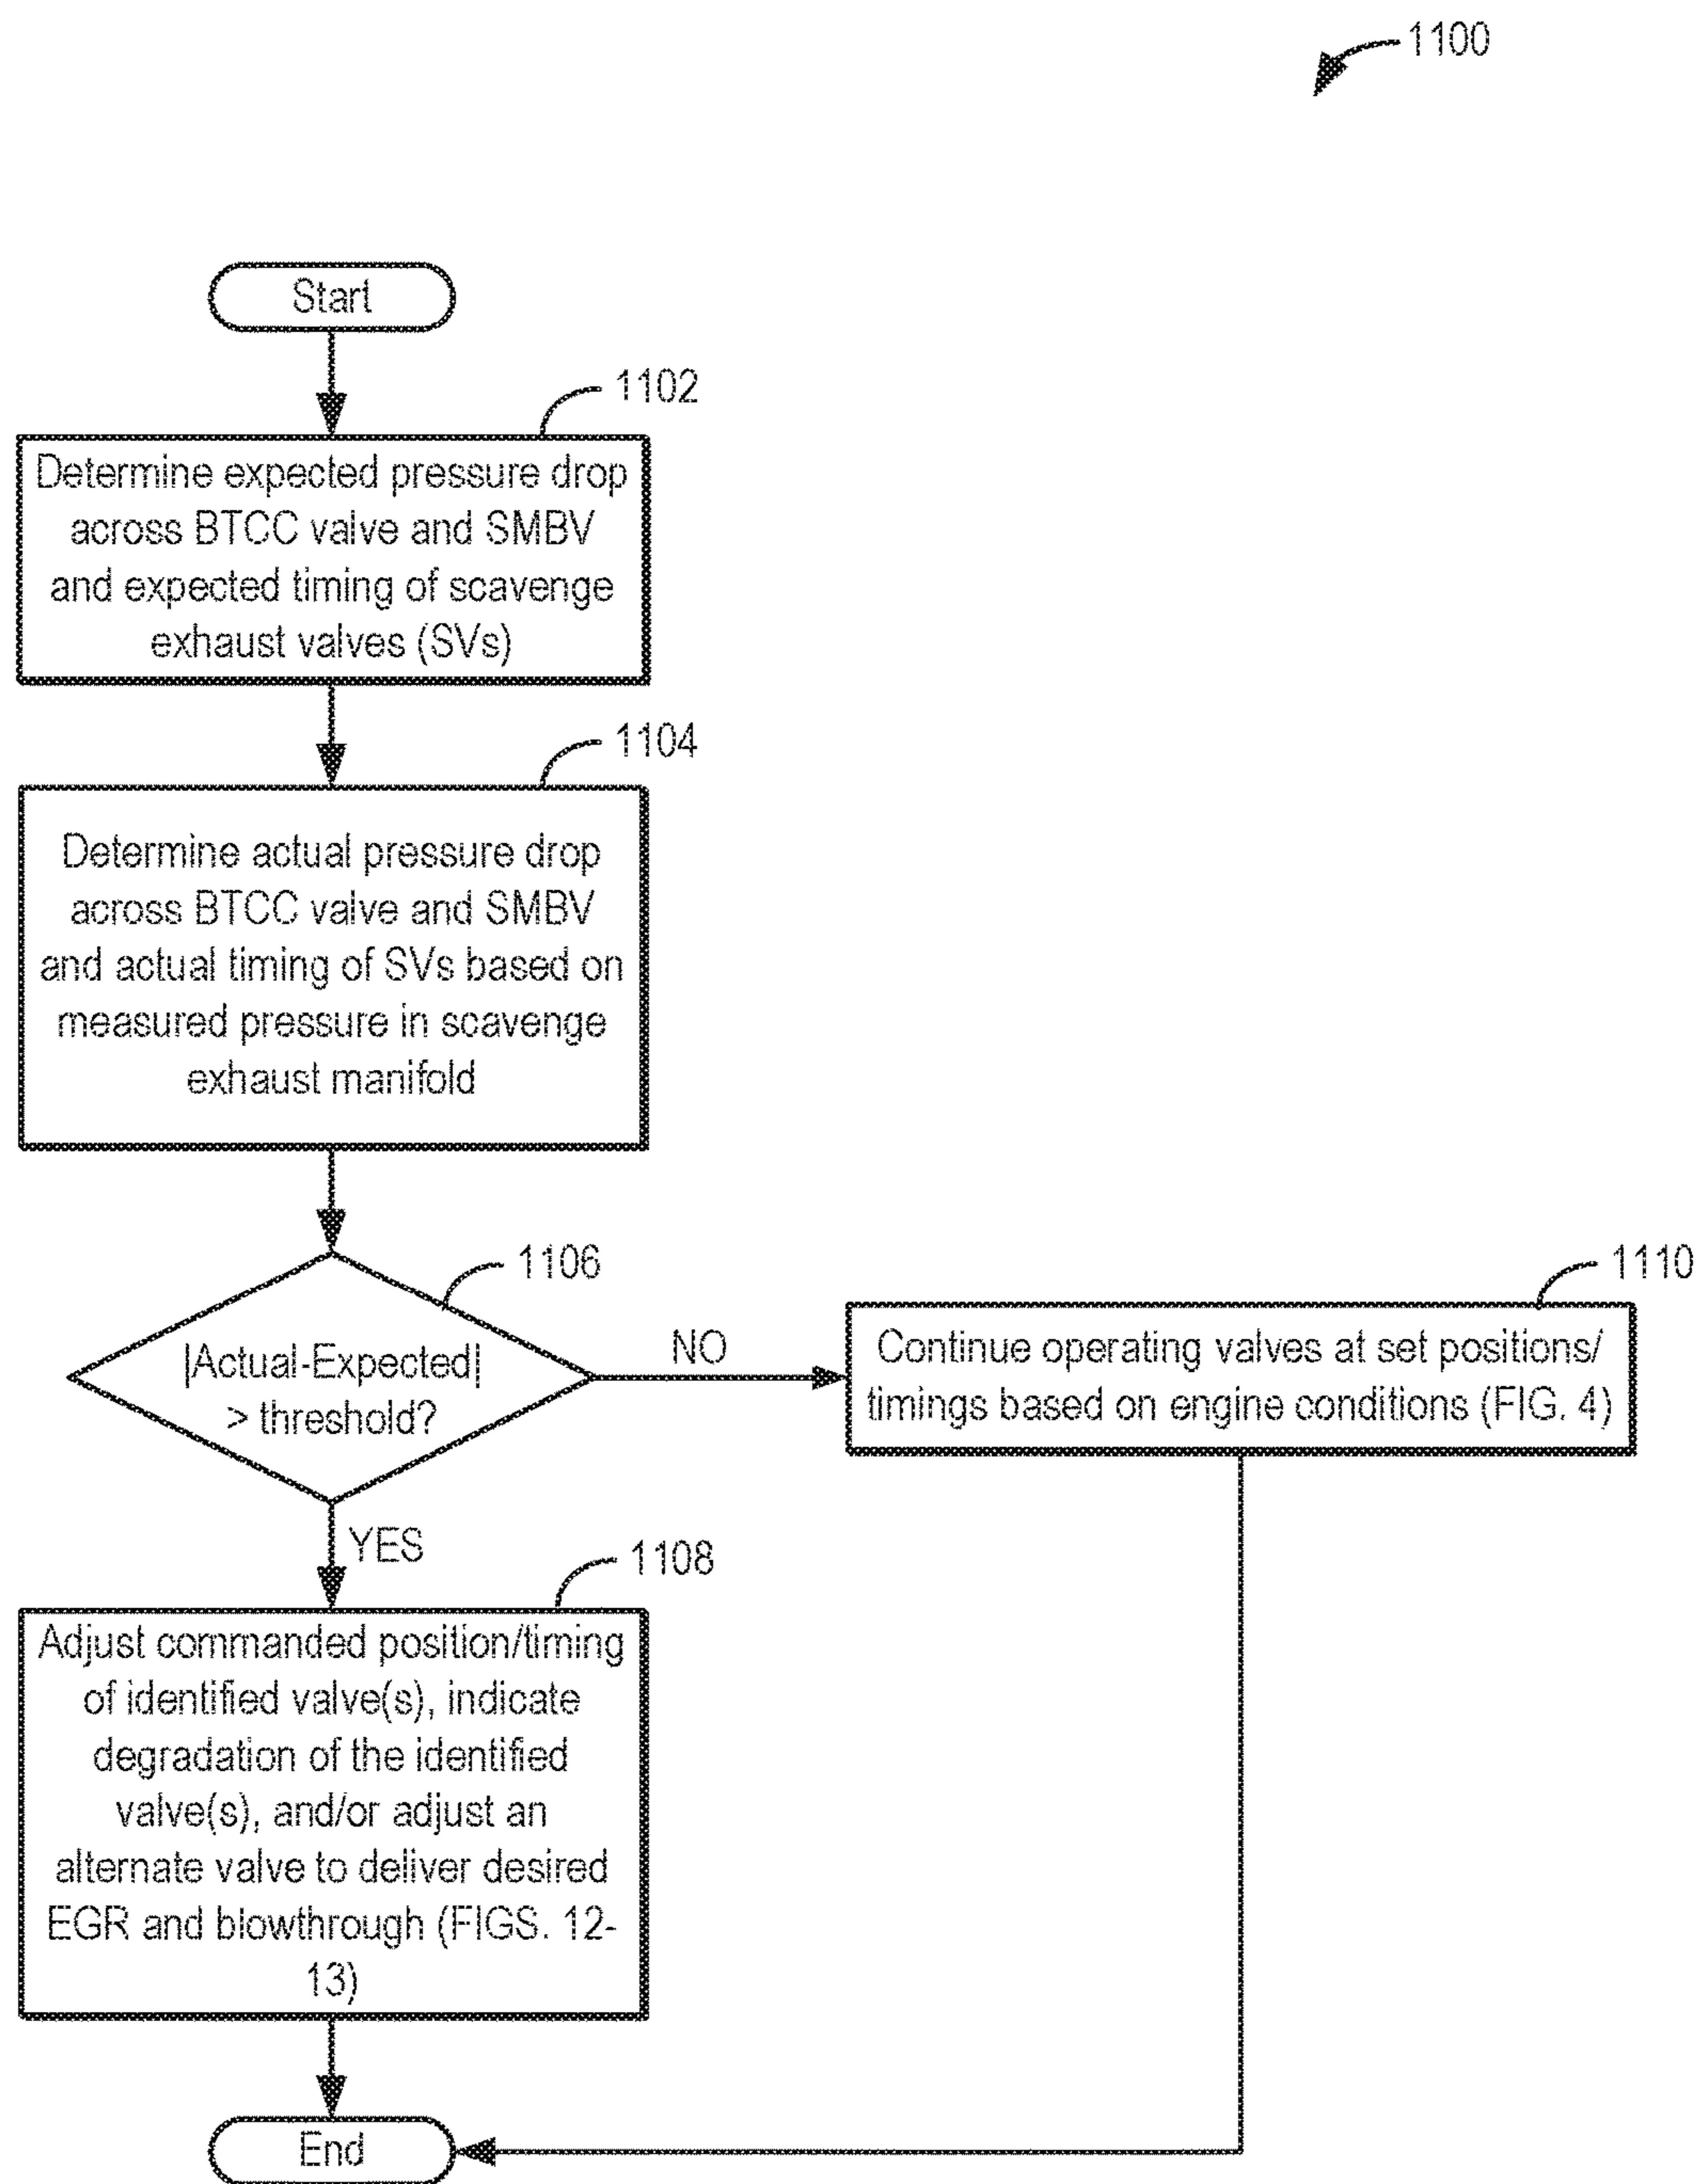 1100
Start
1102
Determine expected pressure drop
across BTCC valve and SMBV
and expected timing of scavenge
exhaust valves (SVs)
1104
Determine actual pressure drop
across BTCC valve and SMBV
and actual timing of SVs based on
measured pressure in scavenge
exhaust manifold
1106
|Actual-Expected|
> threshold?
NO
1110
Continue operating valves at set positions/
timings based on engine conditions (FIG. 4)
YES
1108
Adjust commanded position/timing
of identified valve(s), indicate
degradation of the identified
valve(s), and/or adjust an
alternate valve to deliver desired
EGR and blowthrough (FIGS. 12-
13)
End